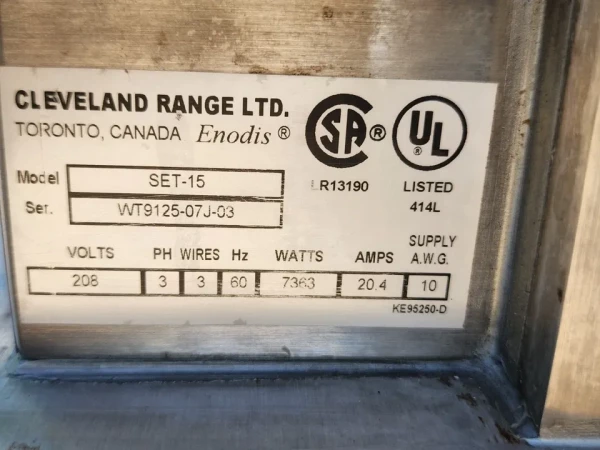 CLEVELAND RANGE LTD.
TORONTO, CANADA Enodis ®
CSA ®
UL
LR13190
LISTED
414L
Model SET-15
Ser. WT9125-07J-03
VOLTS PH WIRES Hz WATTS AMPS SUPPLY A.W.G.
208 3 3 60 7363 20.4 10
KE95250-D